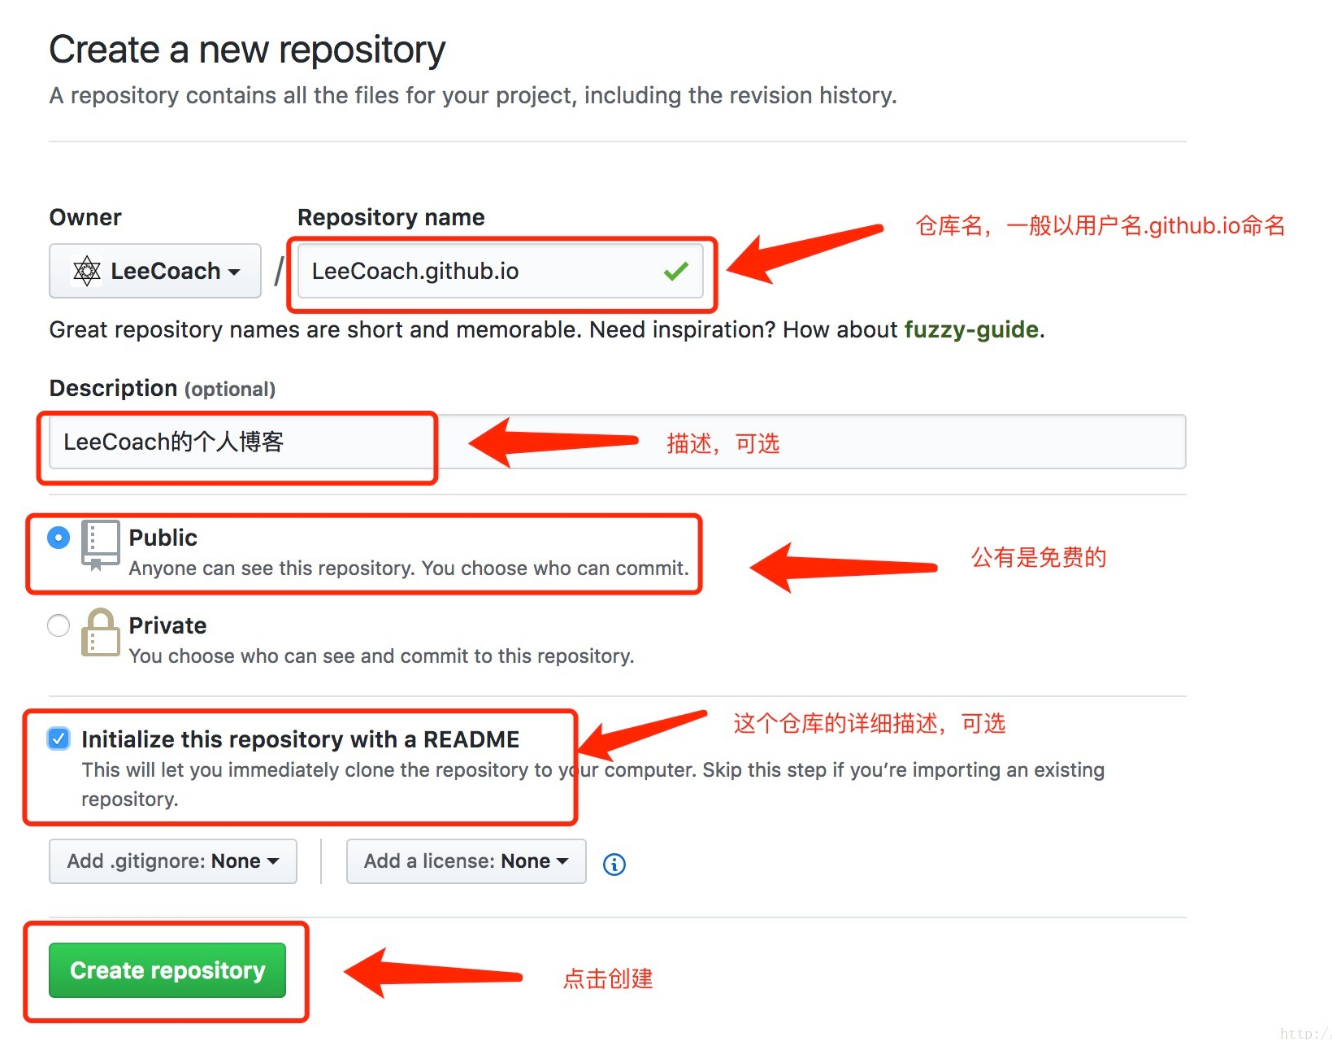 Create a new repository
A repository contains all the files for your project, including the revision history.
Owner
Repository name
仓库名，一般以用户名.github.io命名
LeeCoach
/
LeeCoach.github.io
Great repository names are short and memorable. Need inspiration? How about fuzzy-guide.
Description (optional)
LeeCoach的个人博客
描述，可选
Public
Anyone can see this repository. You choose who can commit.
公有是免费的
Private
You choose who can see and commit to this repository.
这个仓库的详细描述，可选
Initialize this repository with a README
This will let you immediately clone the repository to your computer. Skip this step if you’re importing an existing
repository.
Add .gitignore: None
Add a license: None
Create repository
点击创建
http:/